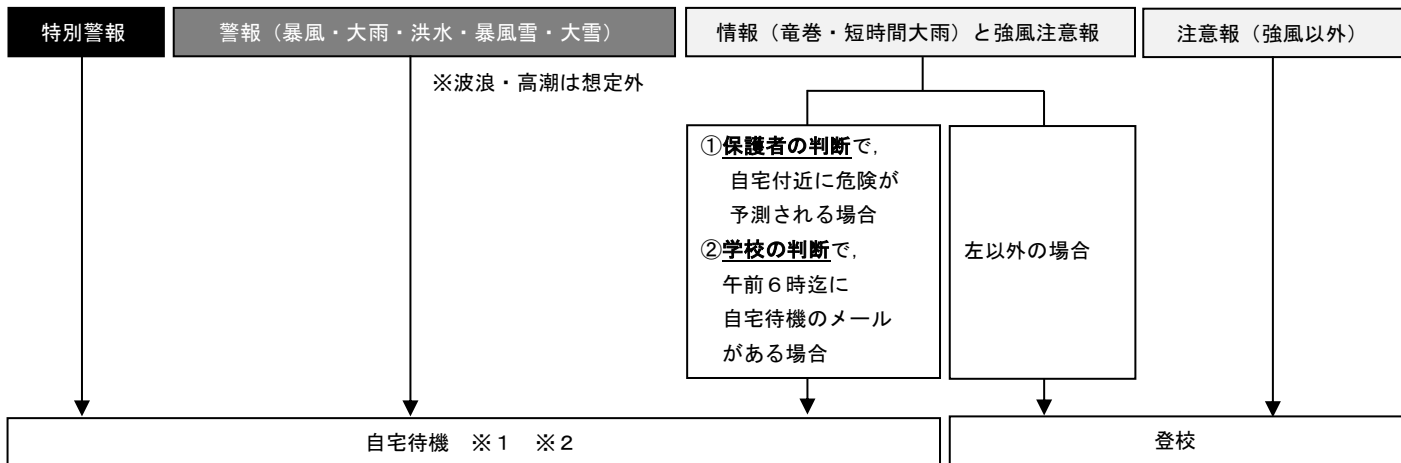 特別警報
警報（暴風・大雨・洪水・暴風雪・大雪）
情報（竜巻・短時間大雨）と強風注意報
注意報（強風以外）
※波浪・高潮は想定外
①保護者の判断で,
自宅付近に危険が
予測される場合
②学校の判断で,
午前６時迄に
自宅待機のメール
がある場合
左以外の場合
自宅待機　※１　※２
登校